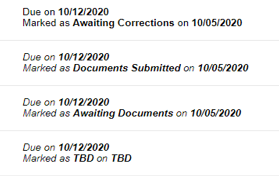 Due on 10/12/2020
Marked as Awaiting Corrections on 10/05/2020
Due on 10/12/2020
Marked as Documents Submitted on 10/05/2020
Due on 10/12/2020
Marked as Awaiting Documents on 10/05/2020
Due on 10/12/2020
Marked as TBD on TBD